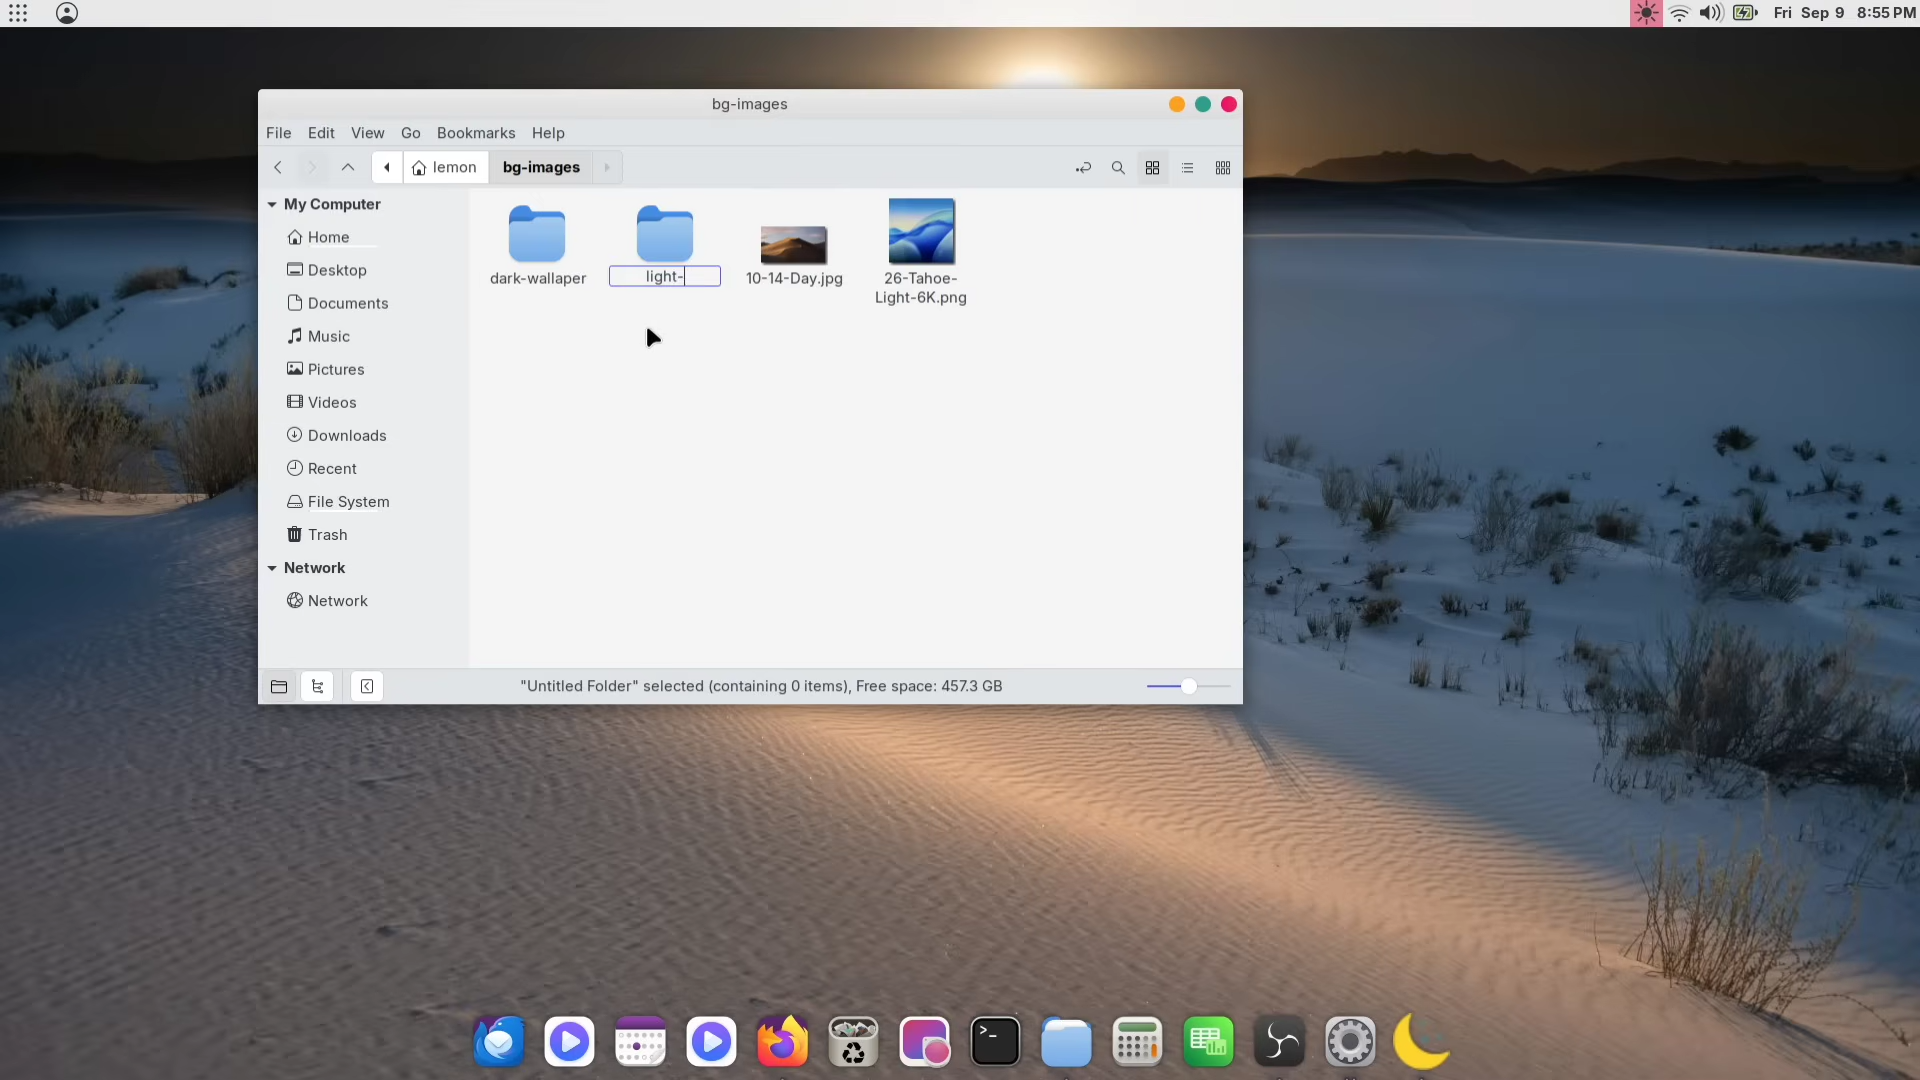 Fri Sep 9 8:55 PM
bg-images
File Edit View Go Bookmarks Help
lemon bg-images
My Computer
Home
Desktop
Documents
Music
Pictures
Videos
Downloads
Recent
File System
Trash
Network
Network
dark-wallaper
light-
10-14-Day.jpg
26-Tahoe-
Light-6K.png
"Untitled Folder" selected (containing 0 items), Free space: 457.3 GB
>_